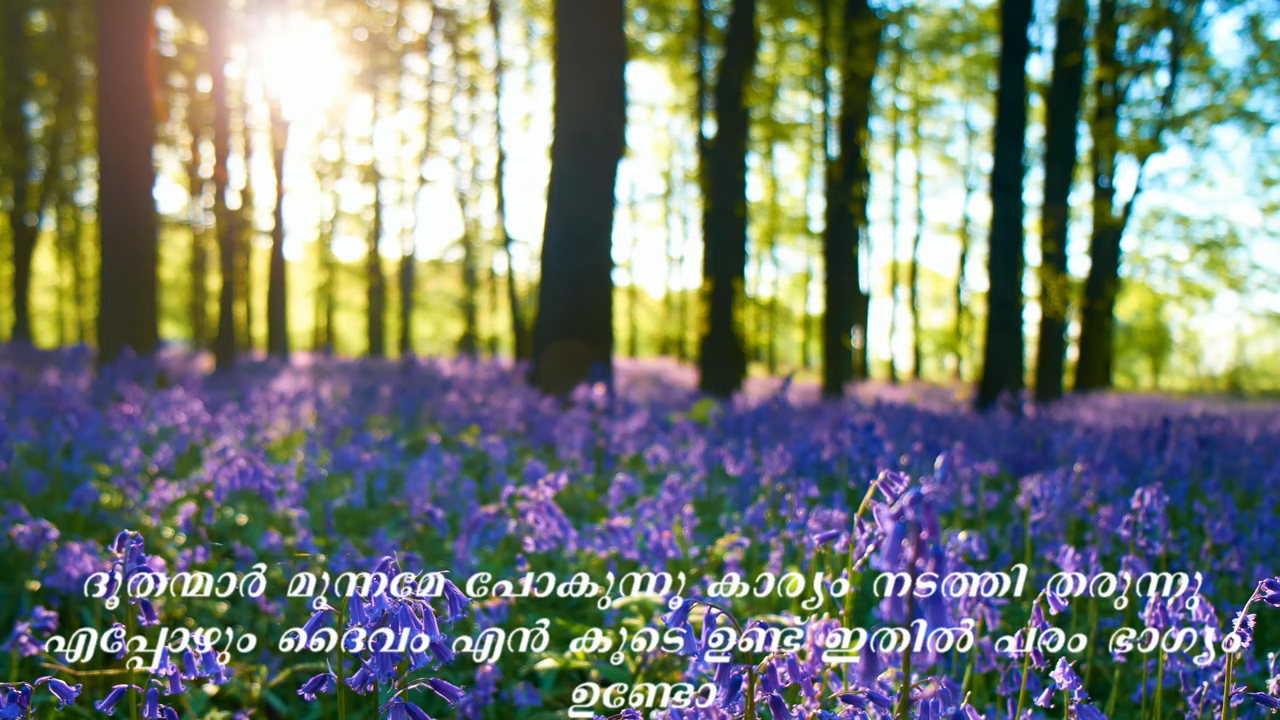 ദൂതന്മാർ മുന്നമേ പോകുന്നു കാര്യം നടത്തി തരുന്നു
എപ്പോഴും ദൈവം എൻ കൂടെ ഉണ്ട് ഇതിൽ പരം ഭാഗ്യം
ഉണ്ടോ